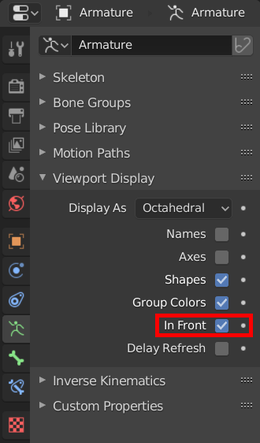 Armature Armature
Armature
Skeleton
Bone Groups
Pose Library
Motion Paths
Viewport Display
Display As Octahedral
Names
Axes
Shapes
Group Colors
In Front
Delay Refresh
Inverse Kinematics
Custom Properties